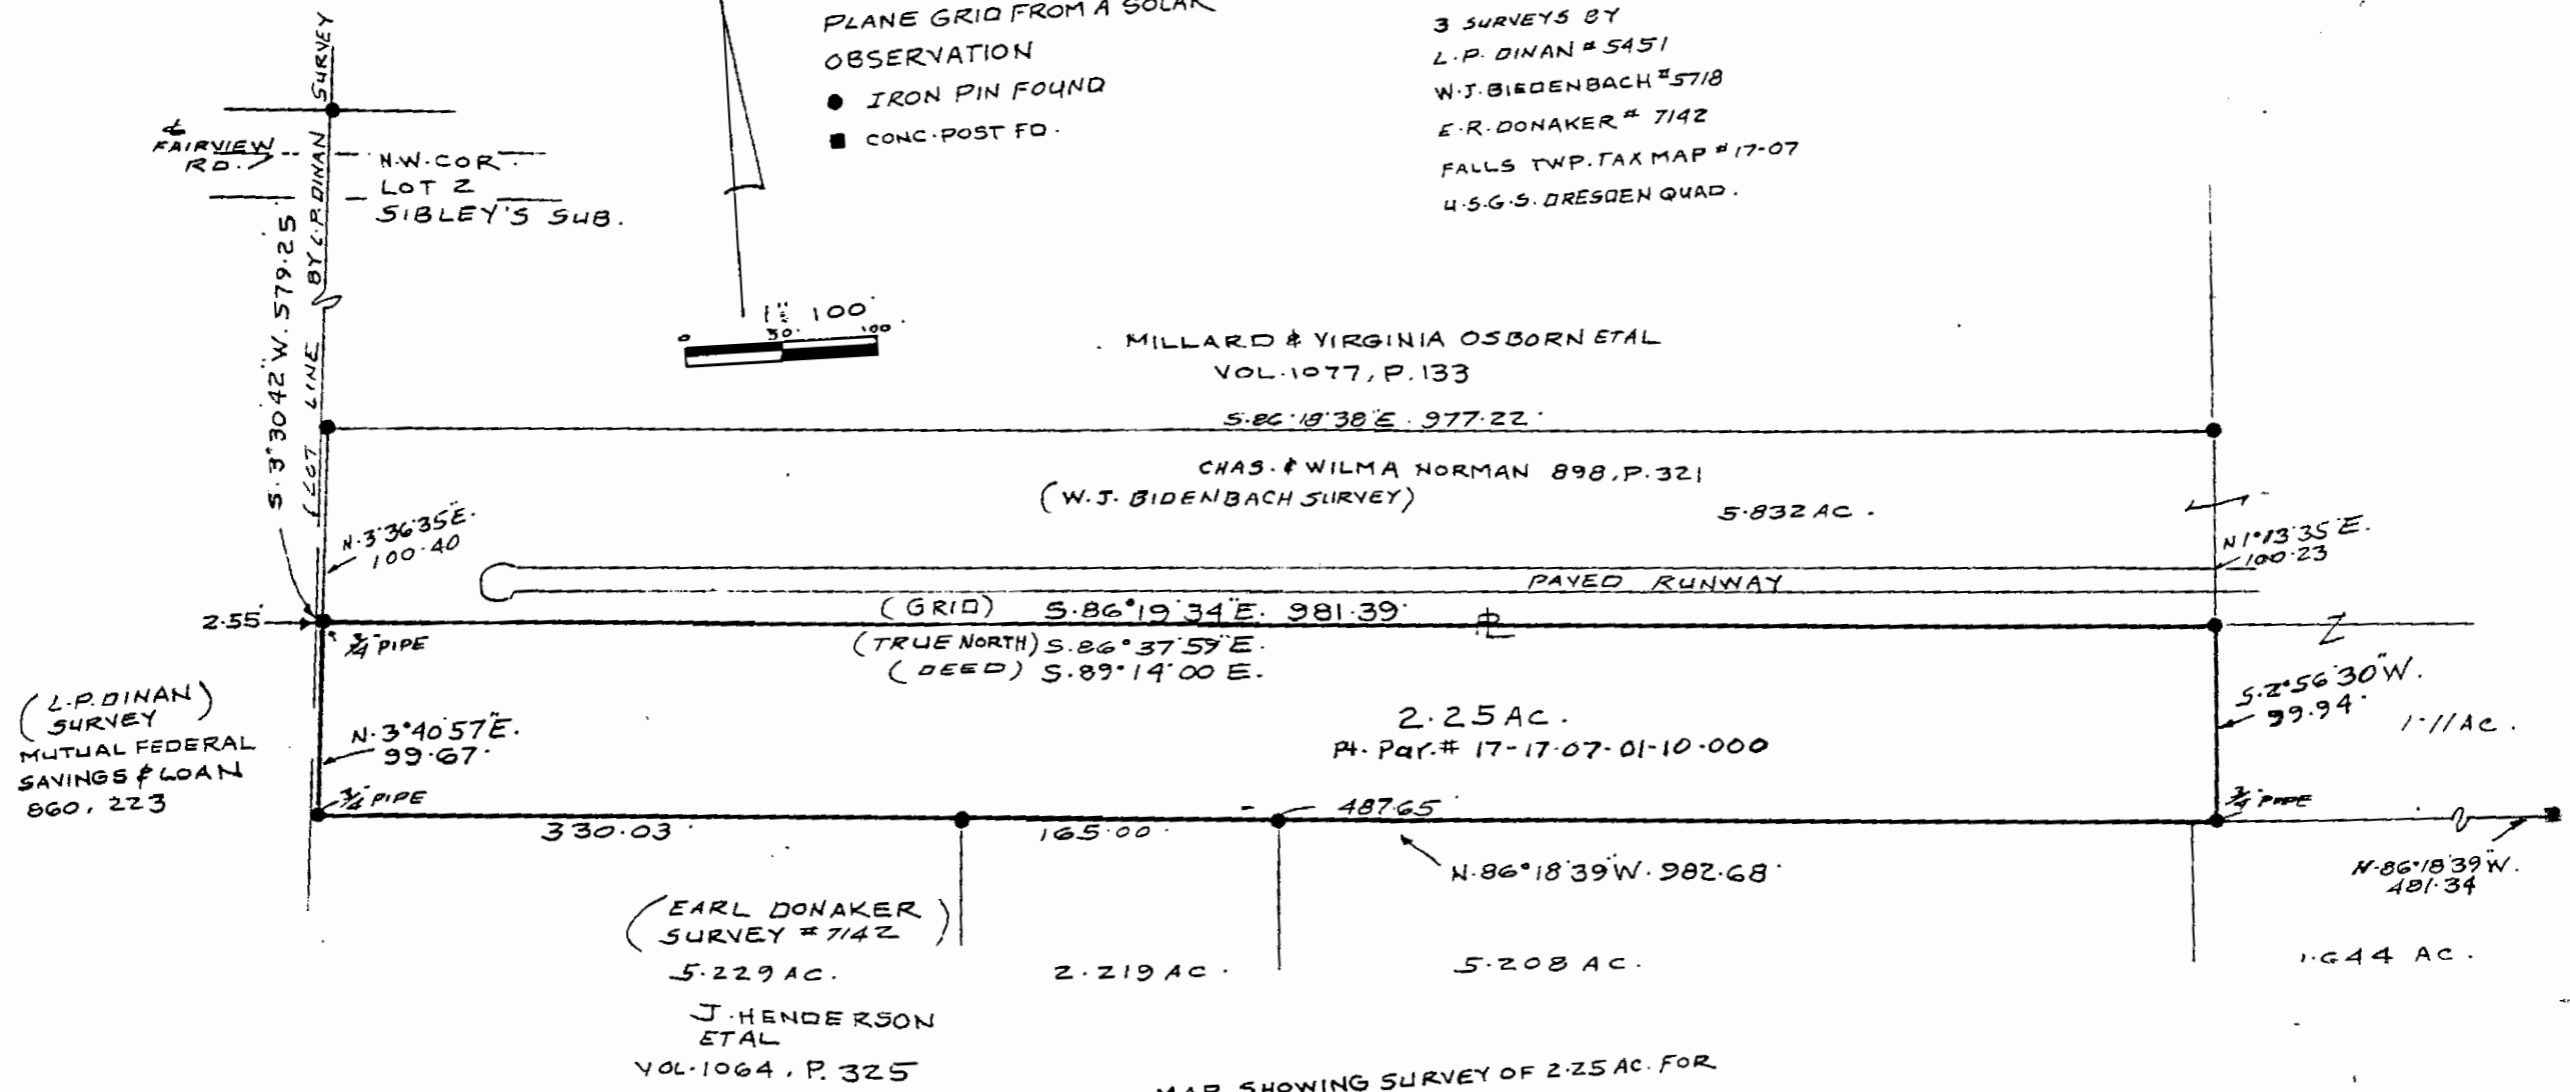 PLANE GRID FROM A SOLAR
OBSERVATION
● IRON PIN FOUND
■ CONC. POST FD.
3 SURVEYS BY
L.P. DINAN # 5451
W.J. BIEDENBACH # 5718
E.R. DONAKER # 7142
FALLS TWP. TAX MAP # 17-07
U.S.G.S. DRESDEN QUAD.
SURVEY
BY L.P. DINAN
(LOT LINE
S. 3° 30' 42" W. 579.25'
℄
FAIRVIEW
RD.
N.W. COR.
LOT 2
SIBLEY'S SUB.
1" 100'
0 50' 100
MILLARD & VIRGINIA OSBORN ETAL
VOL. 1077, P. 133
S. 86° 18' 38" E. 977.22'
CHAS. & WILMA NORMAN 898, P. 321
(W.J. BIDENBACH SURVEY)
5.832 AC.
N. 3° 36' 35" E.
100.40
N 1° 13' 35" E.
100.23
PAVED RUNWAY
(GRID) S. 86° 19' 34" E. 981.39'
PL
2.55'
3/4" PIPE
(TRUE NORTH) S. 86° 37' 59" E.
(DEED) S. 89° 14' 00 E.
(L.P. DINAN)
SURVEY
MUTUAL FEDERAL
SAVINGS & LOAN
860, 223
N. 3° 40' 57" E.
99.67'
2.25 AC.
Pt. Par. # 17-17-07-01-10-000
S. 2° 56' 30" W.
99.94'
1.11 AC.
3/4" PIPE
3/4" PIPE
330.03'
165.00'
487.65'
N. 86° 18' 39" W. 982.68'
N. 86° 18' 39" W.
481.34
(EARL DONAKER
SURVEY # 7142)
5.229 AC.
2.219 AC.
5.208 AC.
1.644 AC.
J. HENDERSON
ETAL
VOL. 1064, P. 325
MAP SHOWING SURVEY OF 2.25 AC. FOR